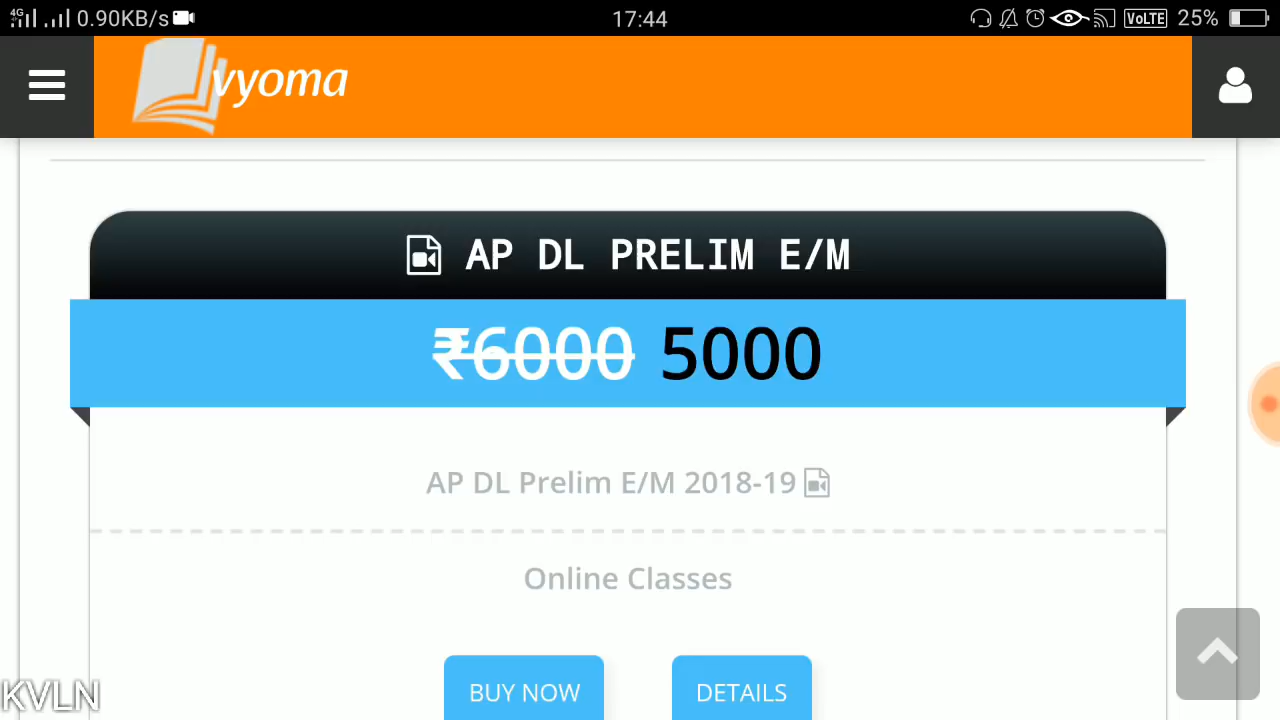 4G 0.90KB/s 17:44 VoLTE 25%
vyoma
AP DL PRELIM E/M
₹6000 5000
AP DL Prelim E/M 2018-19
Online Classes
BUY NOW DETAILS
KVLN